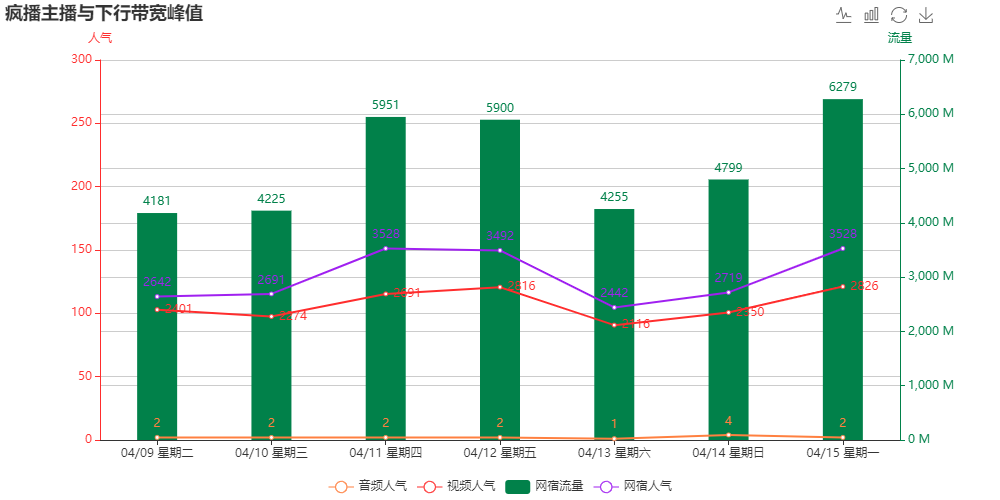 疯播主播与下行带宽峰值
人气 流量
300 7,000 M
250 6,000 M
200 5,000 M
150 4,000 M
100 3,000 M
50 2,000 M
0 1,000 M
0 M
4181 4225 5951 5900 4255 4799 6279
2642 2691 3528 3492 2442 2719
2401 2274 2691 2816 2116 2350 2826
2 2 2 2 1 4 2
04/09 星期二 04/10 星期三 04/11 星期四 04/12 星期五 04/13 星期六 04/14 星期日 04/15 星期一
音频人气 视频人气 网宿流量 网宿人气